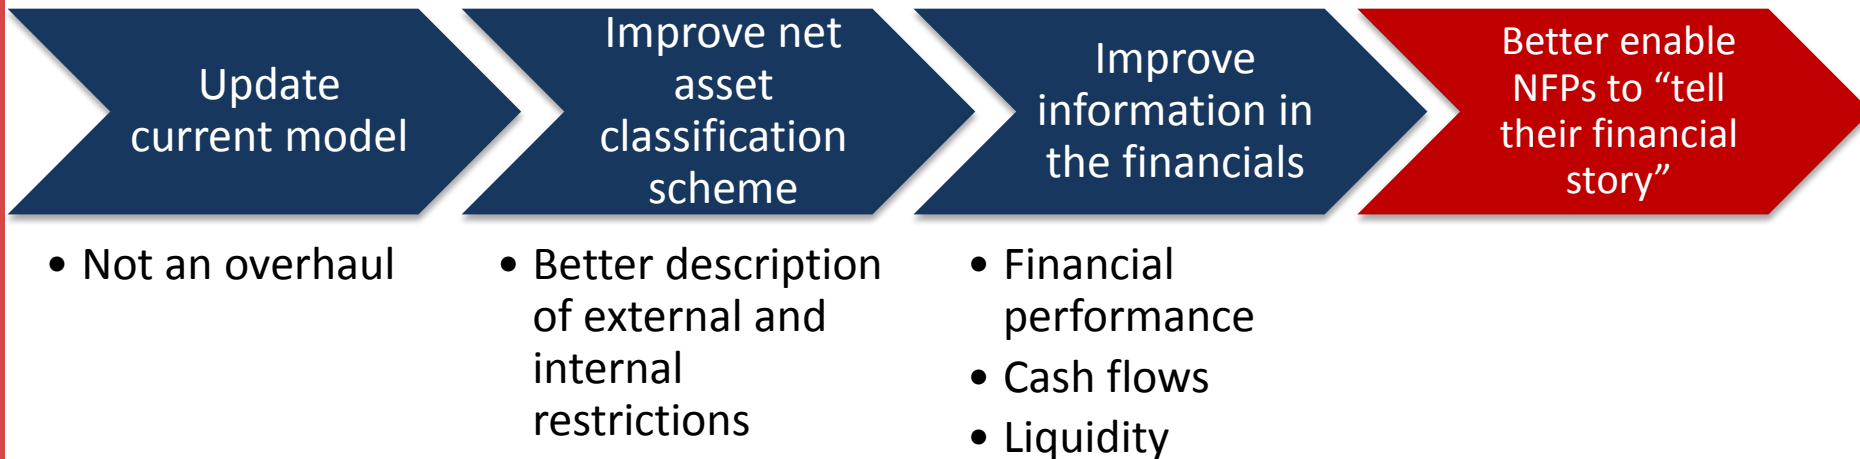 Update
current model
Improve net
asset
classification
scheme
Improve
information in
the financials
Better enable
NFPs to “tell
their financial
story”
• Not an overhaul
• Better description
of external and
internal
restrictions
• Financial
performance
• Cash flows
• Liquidity